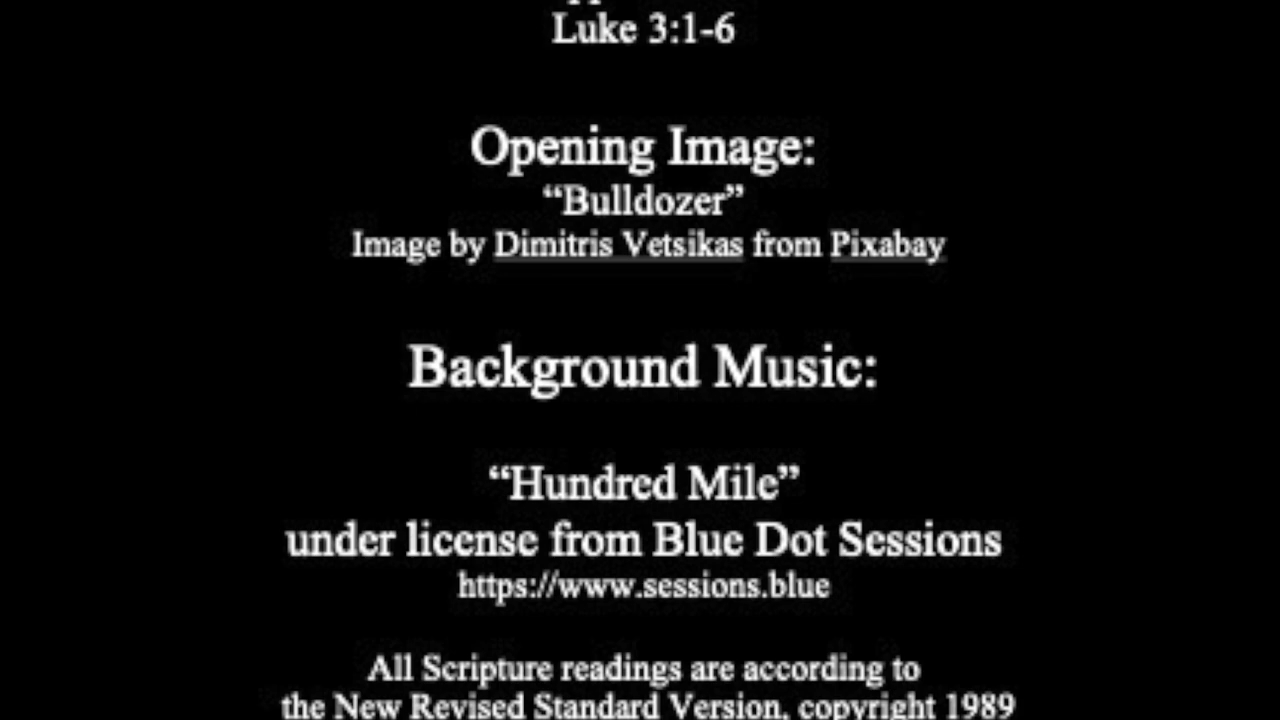 Luke 3:1-6
Opening Image:
“Bulldozer”
Image by Dimitris Vetsikas from Pixabay
Background Music:
“Hundred Mile”
under license from Blue Dot Sessions
https://www.sessions.blue
All Scripture readings are according to
the New Revised Standard Version, copyright 1989